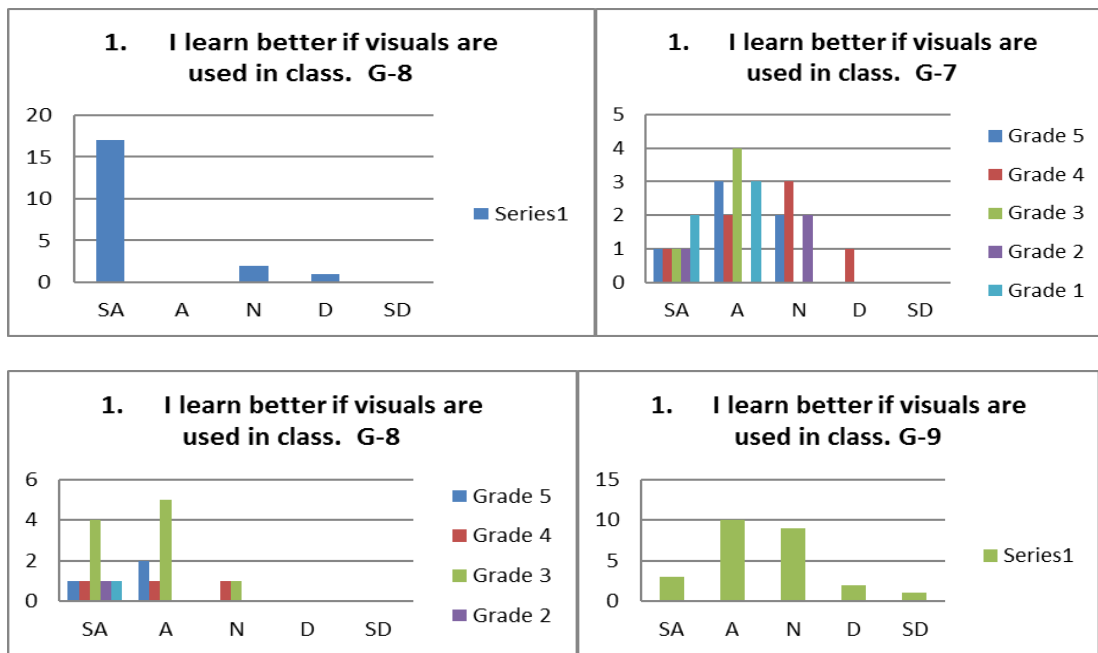 1. I learn better if visuals are
used in class. G-8
20
15
10
5
0
SA A N D SD
Series1
1. I learn better if visuals are
used in class. G-7
5
4
3
2
1
0
SA A N D SD
Grade 5
Grade 4
Grade 3
Grade 2
Grade 1
1. I learn better if visuals are
used in class. G-8
6
4
2
0
SA A N D SD
Grade 5
Grade 4
Grade 3
Grade 2
1. I learn better if visuals are
used in class. G-9
15
10
5
0
SA A N D SD
Series1